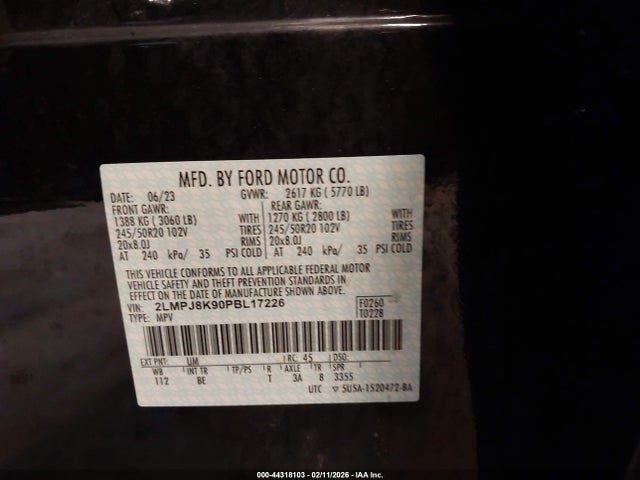 MFD. BY FORD MOTOR CO.
DATE: 06/23 GVWR: 2617 KG ( 5770 LB)
FRONT GAWR: REAR GAWR:
1388 KG ( 3060 LB) WITH 1270 KG ( 2800 LB) WITH
245/50R20 102V TIRES 245/50R20 102V TIRES
20x8.0J RIMS 20x8.0J RIMS
AT 240 kPa/ 35 PSI COLD AT 240 kPa/ 35 PSI COLD
THIS VEHICLE CONFORMS TO ALL APPLICABLE FEDERAL MOTOR
VEHICLE SAFETY AND THEFT PREVENTION STANDARDS IN
EFFECT ON THE DATE OF MANUFACTURE SHOWN ABOVE.
VIN: 2LMPJ8K90PBL17226 F0260
TYPE: MPV T0228
EXT PNT: UM RC: 45 DSO:
WB INT TR TP/PS R AXLE TR SPR
112 BE T 3A 8 3355
UTC ▽ 5U5A-1520472-BA
000-44318103 - 02/11/2026 - IAA Inc.